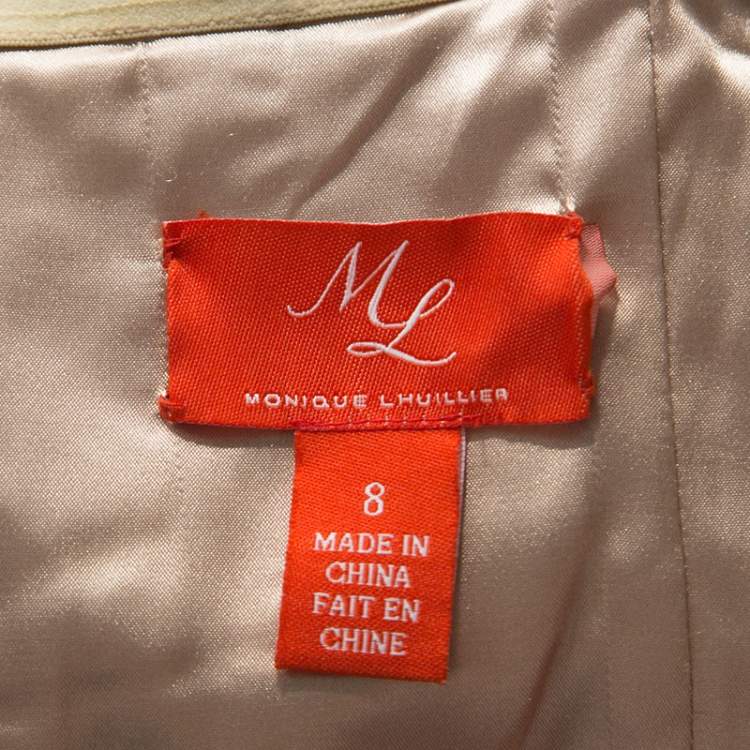 ML
MONIQUE LHUILLIER
8
MADE IN
CHINA
FAIT EN
CHINE